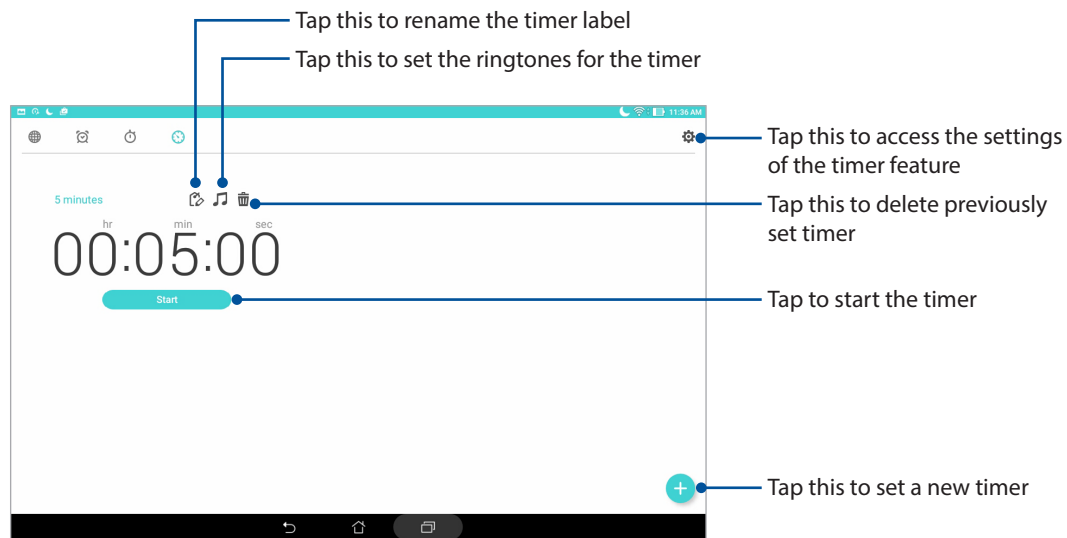 Tap this to rename the timer label
Tap this to set the ringtones for the timer
11:36 AM
Tap this to access the settings
of the timer feature
5 minutes
Tap this to delete previously
set timer
hr min sec
00:05:00
Start
Tap to start the timer
Tap this to set a new timer